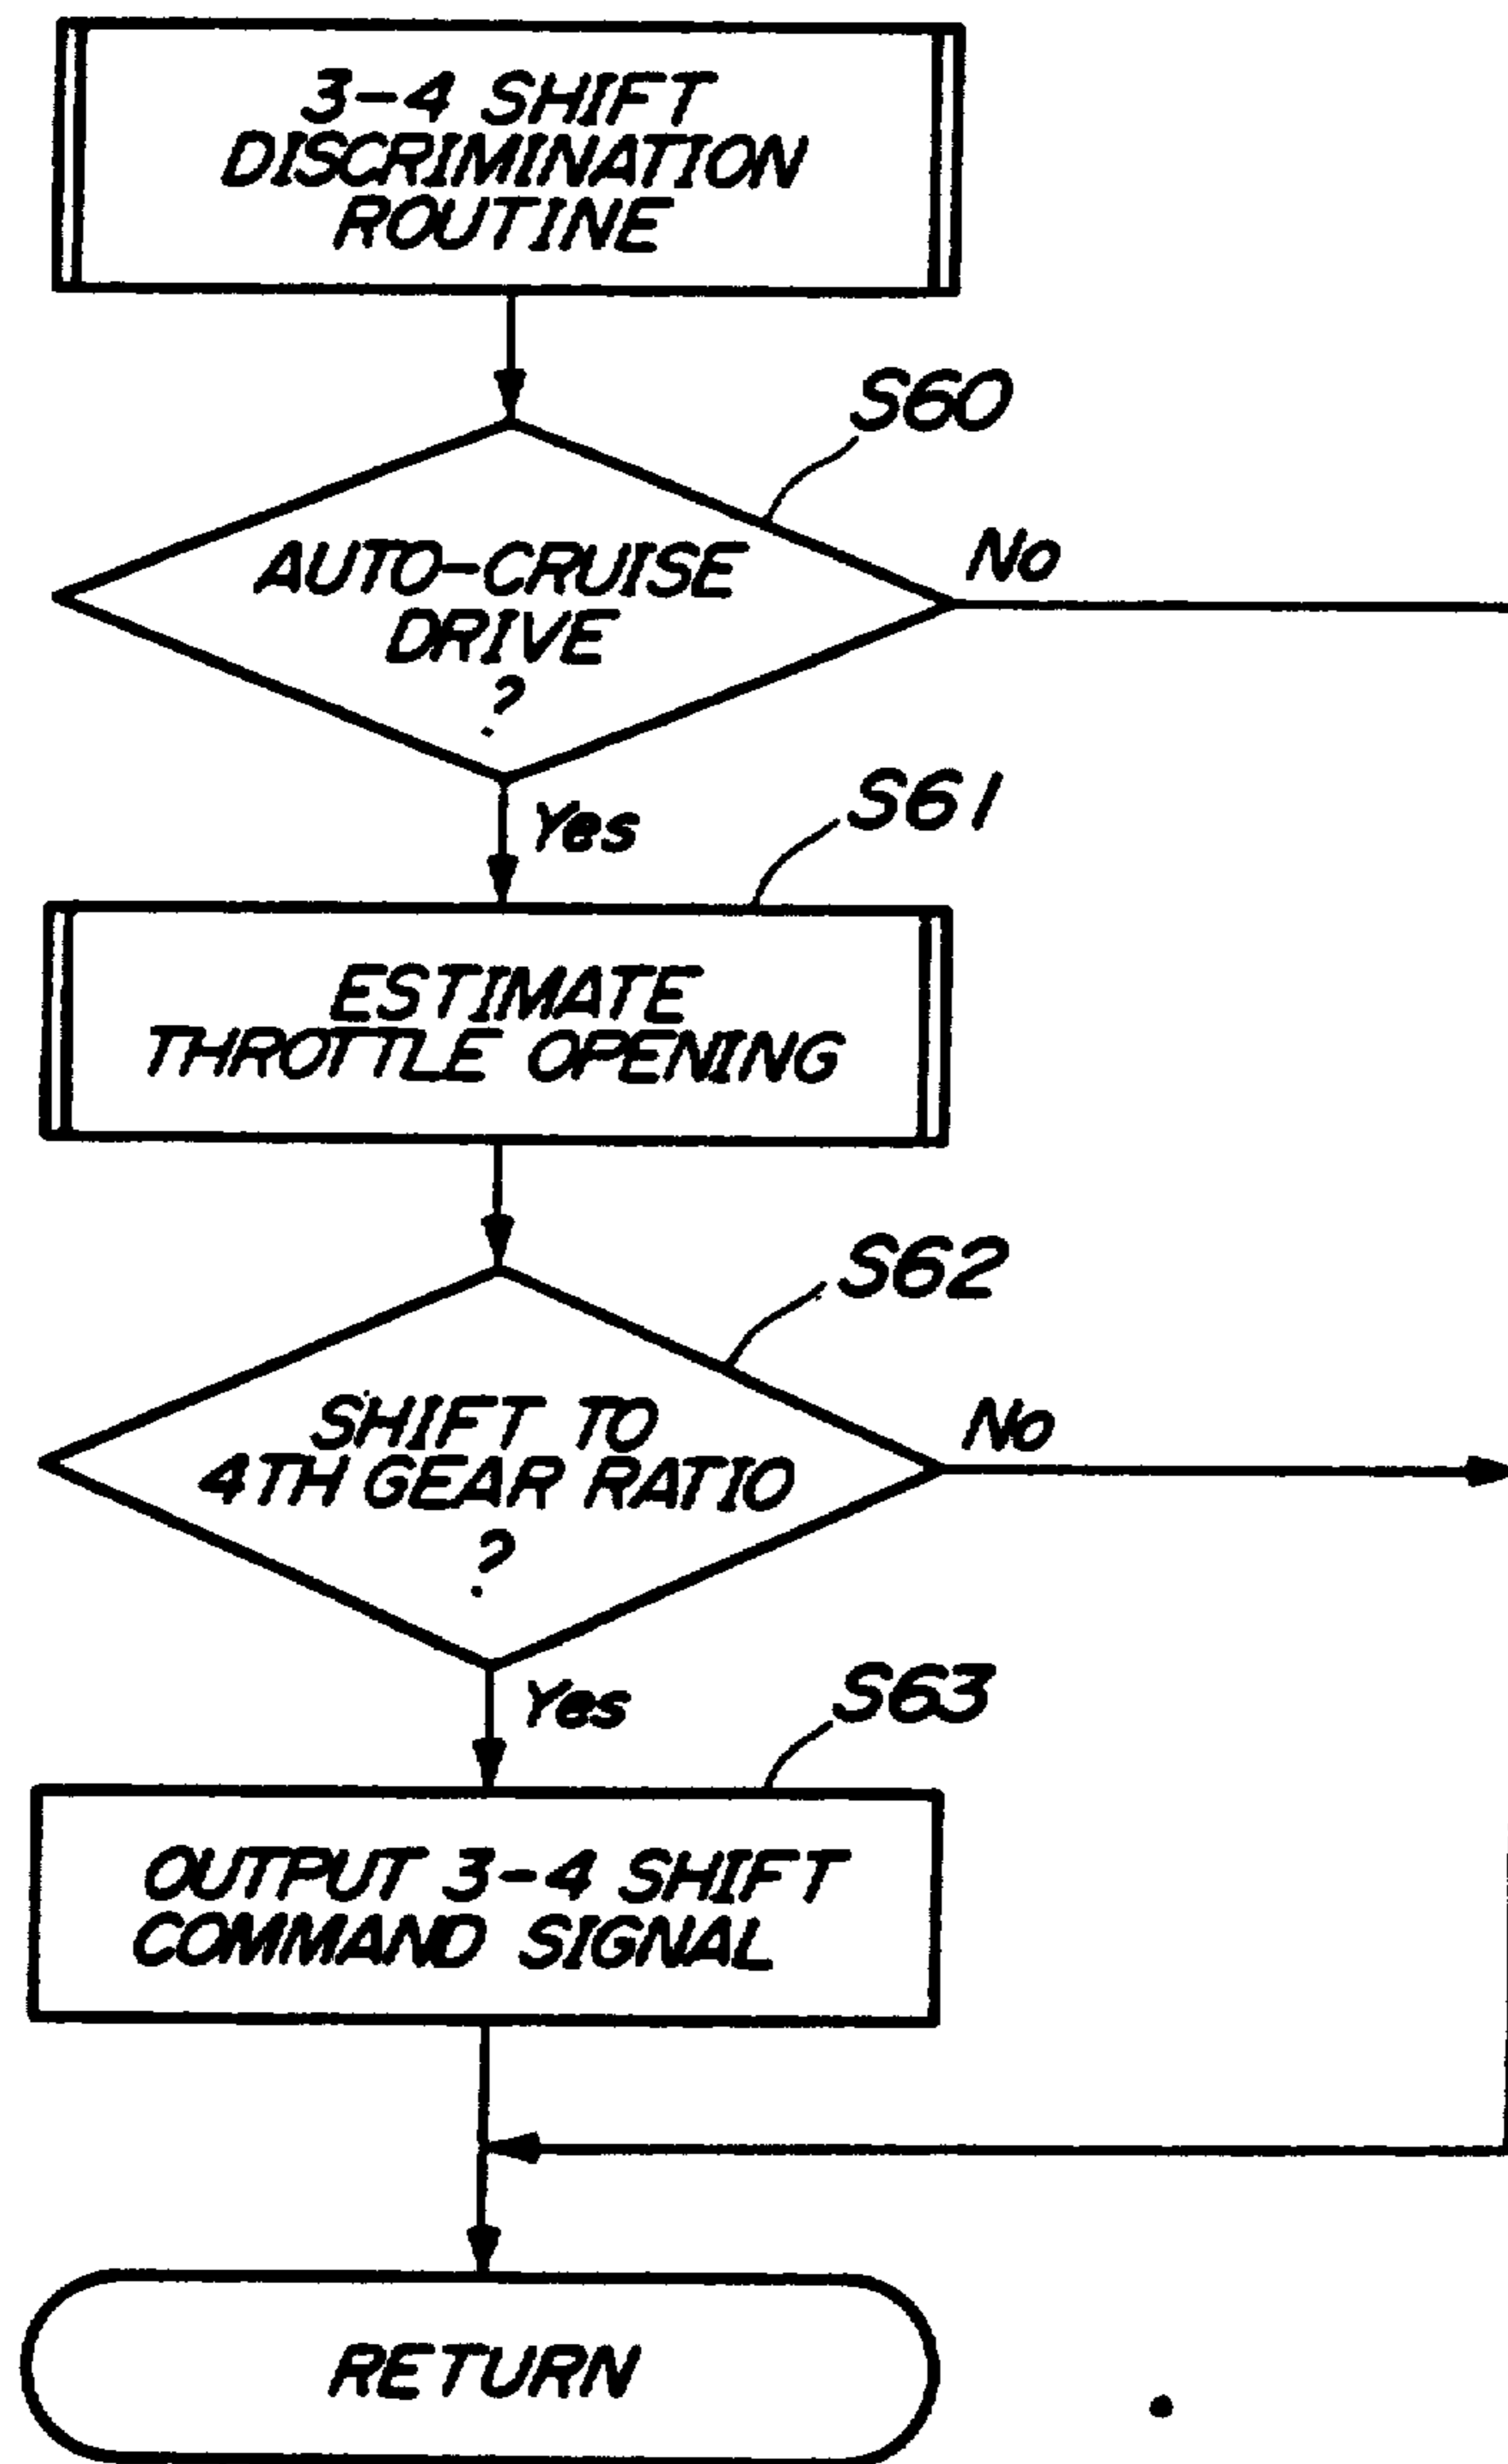 3-4 SHIFT
DISCRIMINATION
ROUTINE
S60
AUTO-CRUISE
DRIVE
?
No
Yes
S61
ESTIMATE
THROTTLE OPENING
S62
SHIFT TO
4TH GEAR RATIO
?
No
Yes
S63
OUTPUT 3-4 SHIFT
COMMAND SIGNAL
RETURN